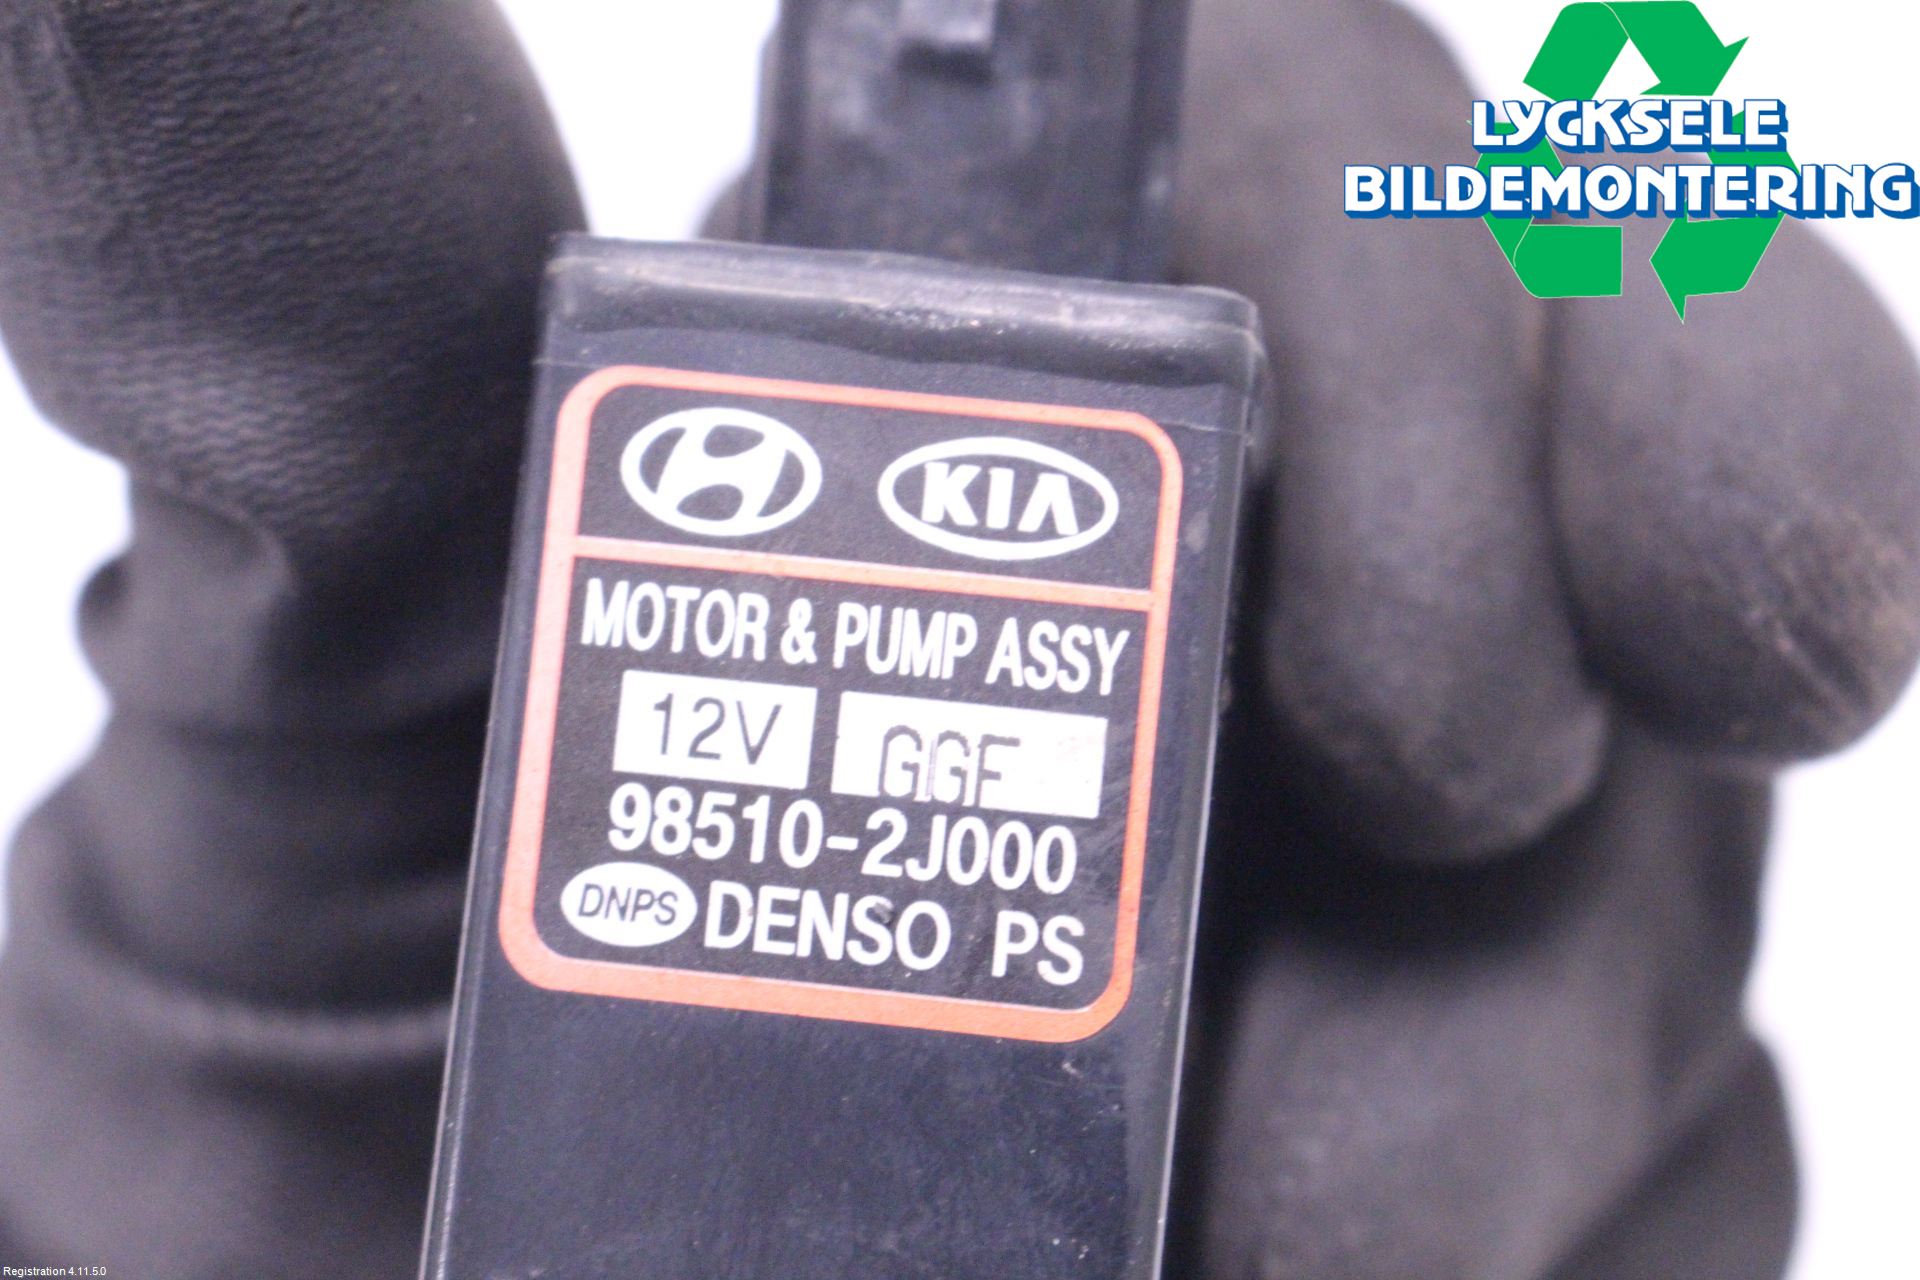 LYCKSELE
BILDEMONTERING
KIA
MOTOR & PUMP ASSY
12V GGF
98510-2J000
DNPS DENSO PS
Registration 4.11.5.0